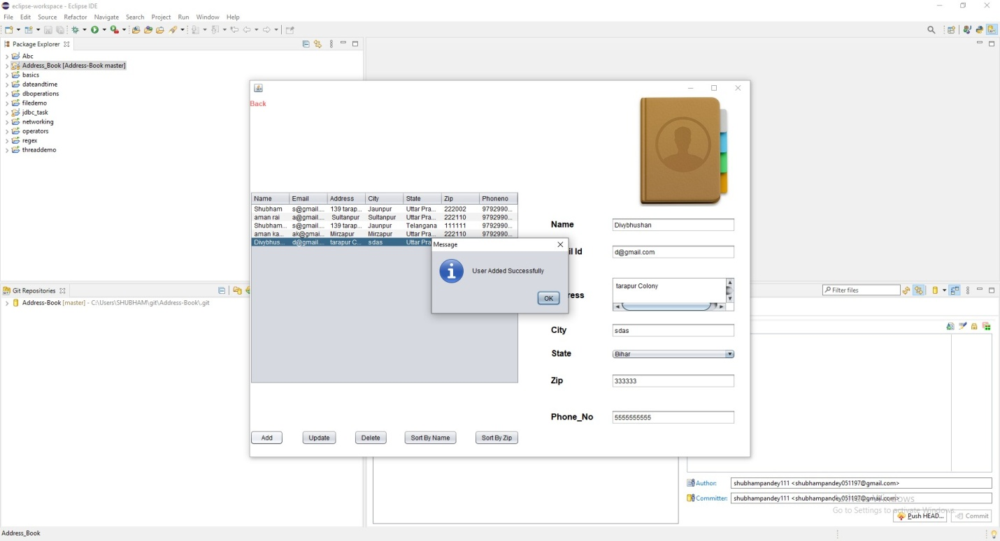 eclipse-workspace - Eclipse IDE
File Edit Source Refactor Navigate Search Project Run Window Help
Package Explorer
Abc
Address_Book [Address-Book master]
basics
dateandtime
dboperations
filedemo
jdbc_task
networking
operators
regex
threaddemo
Git Repositories
Address-Book [master] - C:\Users\SHUBHAM\git\Address-Book\.git
Back
Name Email Address City State Zip Phoneno
Shubham s@gmail.... 139 tarap... Jaunpur Uttar Pra... 222002 9792990...
aman rai a@gmail.... Sultanpur Sultanpur Uttar Pra... 222110 9792990...
Shubham... s@gmail.... 139 tarap... Jaunpur Telangana 111111 9792990...
aman ka... ak@gmai... Mirzapur Mirzapur Uttar Pra... 222110 9792990...
Divybhus... d@gmail.... tarapur C... sdas Uttar Pra
Message
User Added Successfully
OK
Name Divybhushan
il Id d@gmail.com
ress tarapur Colony
City sdas
State Bihar
Zip 333333
Phone_No 5555555555
Add Update Delete Sort By Name Sort By Zip
Filter files
Author: shubhampandey111 <shubhampandey051197@gmail.com>
Committer: shubhampandey111 <shubhampandey051197@gmail.com>
Activate Windows
Go to Settings to activate Windows.
Push HEAD... Commit
Address_Book